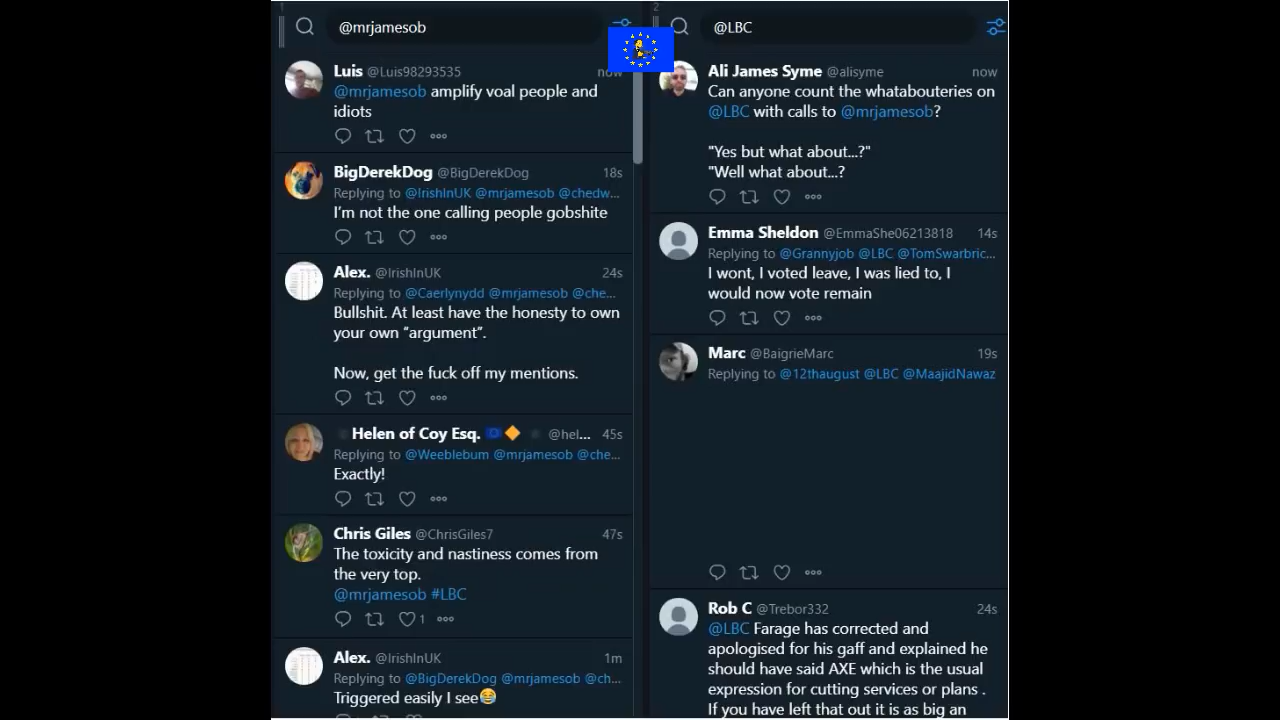 1
@mrjamesob
Luis @Luis98293535 now
@mrjamesob amplify voal people and
idiots
BigDerekDog @BigDerekDog 18s
Replying to @IrishInUK @mrjamesob @chedw...
I'm not the one calling people gobshite
Alex. @IrishInUK 24s
Replying to @Caerlynydd @mrjamesob @che...
Bullshit. At least have the honesty to own
your own “argument”.
Now, get the fuck off my mentions.
Helen of Coy Esq. 🇪🇺🔶 @hel... 45s
Replying to @Weeblebum @mrjamesob @che...
Exactly!
Chris Giles @ChrisGiles7 47s
The toxicity and nastiness comes from
the very top.
@mrjamesob #LBC
1
Alex. @IrishInUK 1m
Replying to @BigDerekDog @mrjamesob @ch...
Triggered easily I see😂
2
@LBC
Ali James Syme @alisyme now
Can anyone count the whatabouteries on
@LBC with calls to @mrjamesob?
"Yes but what about...?"
"Well what about...?
Emma Sheldon @EmmaShe06213818 14s
Replying to @Grannyjob @LBC @TomSwarbric...
I wont, I voted leave, I was lied to, I
would now vote remain
Marc @BaigrieMarc 19s
Replying to @12thaugust @LBC @MaajidNawaz
Rob C @Trebor332 24s
@LBC Farage has corrected and
apologised for his gaff and explained he
should have said AXE which is the usual
expression for cutting services or plans .
If you have left that out it is as big an